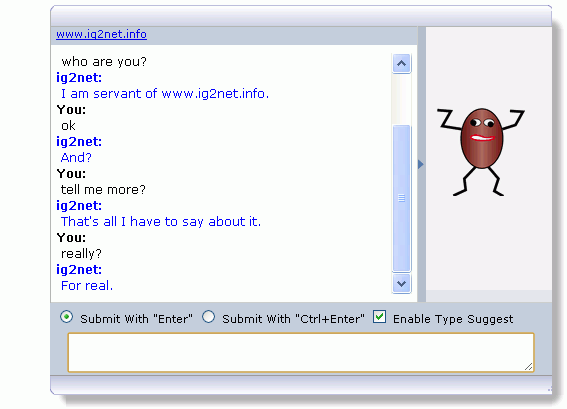 www.ig2net.info
who are you?
ig2net:
I am servant of www.ig2net.info.
You:
ok
ig2net:
And?
You:
tell me more?
ig2net:
That's all I have to say about it.
You:
really?
ig2net:
For real.
Submit With "Enter" Submit With "Ctrl+Enter" Enable Type Suggest